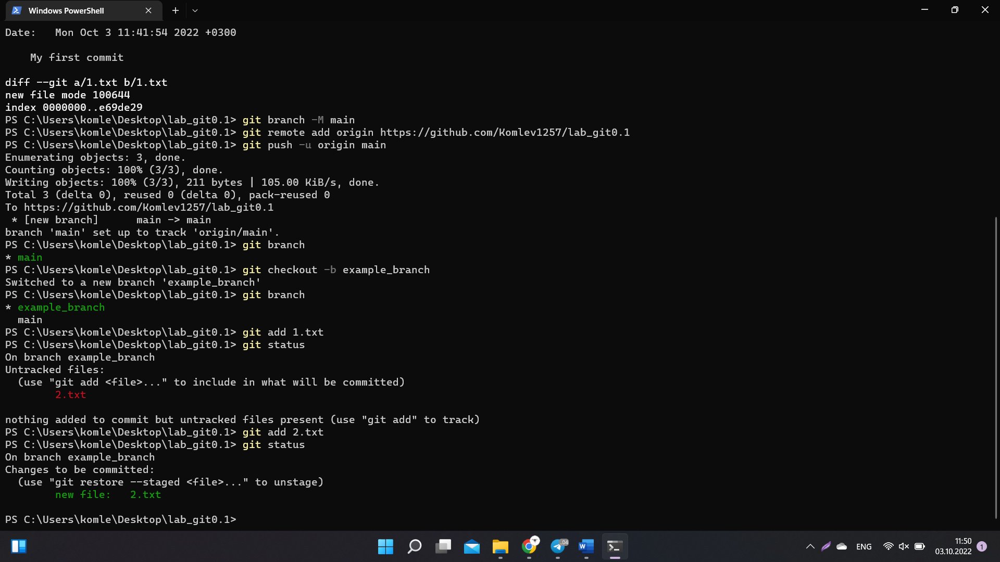 Windows PowerShell
Date:   Mon Oct 3 11:41:54 2022 +0300
    My first commit
diff --git a/1.txt b/1.txt
new file mode 100644
index 0000000..e69de29
PS C:\Users\komle\Desktop\lab_git0.1> git branch -M main
PS C:\Users\komle\Desktop\lab_git0.1> git remote add origin https://github.com/Komlev1257/lab_git0.1
PS C:\Users\komle\Desktop\lab_git0.1> git push -u origin main
Enumerating objects: 3, done.
Counting objects: 100% (3/3), done.
Writing objects: 100% (3/3), 211 bytes | 105.00 KiB/s, done.
Total 3 (delta 0), reused 0 (delta 0), pack-reused 0
To https://github.com/Komlev1257/lab_git0.1
 * [new branch]      main -> main
branch 'main' set up to track 'origin/main'.
PS C:\Users\komle\Desktop\lab_git0.1> git branch
* main
PS C:\Users\komle\Desktop\lab_git0.1> git checkout -b example_branch
Switched to a new branch 'example_branch'
PS C:\Users\komle\Desktop\lab_git0.1> git branch
* example_branch
  main
PS C:\Users\komle\Desktop\lab_git0.1> git add 1.txt
PS C:\Users\komle\Desktop\lab_git0.1> git status
On branch example_branch
Untracked files:
  (use "git add <file>..." to include in what will be committed)
        2.txt
nothing added to commit but untracked files present (use "git add" to track)
PS C:\Users\komle\Desktop\lab_git0.1> git add 2.txt
PS C:\Users\komle\Desktop\lab_git0.1> git status
On branch example_branch
Changes to be committed:
  (use "git restore --staged <file>..." to unstage)
        new file:   2.txt
PS C:\Users\komle\Desktop\lab_git0.1>
..04
W
ENG
11:50
03.10.2022
1